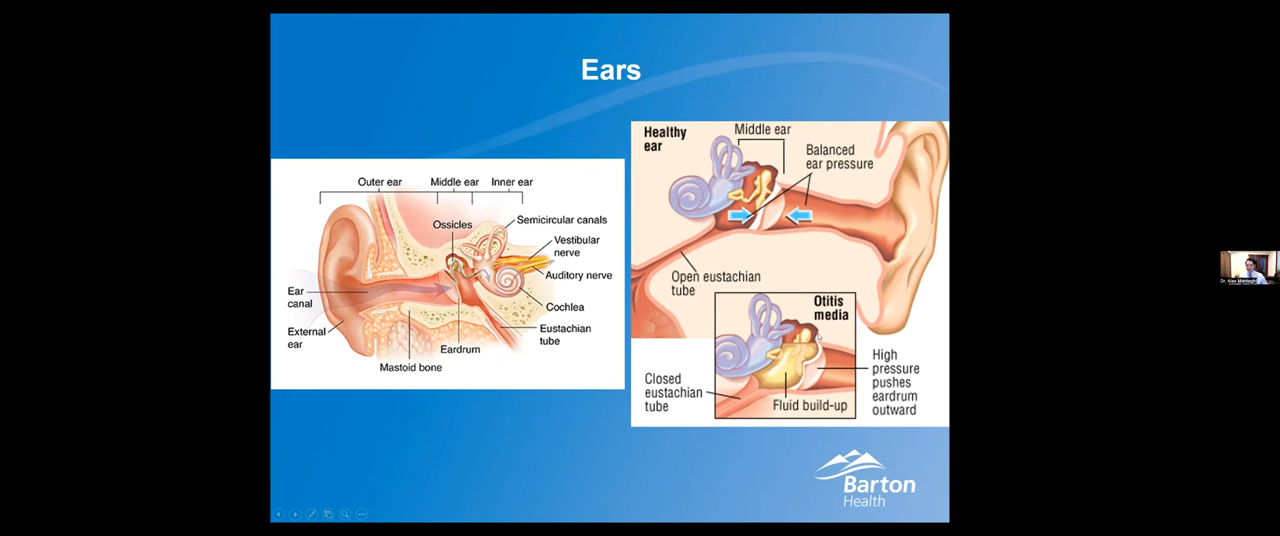 Ears
Outer ear
Middle ear
Inner ear
Ossicles
Semicircular canals
Vestibular
nerve
Auditory nerve
Ear
canal
Cochlea
External
ear
Eustachian
tube
Eardrum
Mastoid bone
Healthy
ear
Middle ear
Balanced
ear pressure
Open eustachian
tube
Otitis
media
High
pressure
pushes
eardrum
outward
Closed
eustachian
tube
Fluid build-up
Barton
Health
Dr. Alex